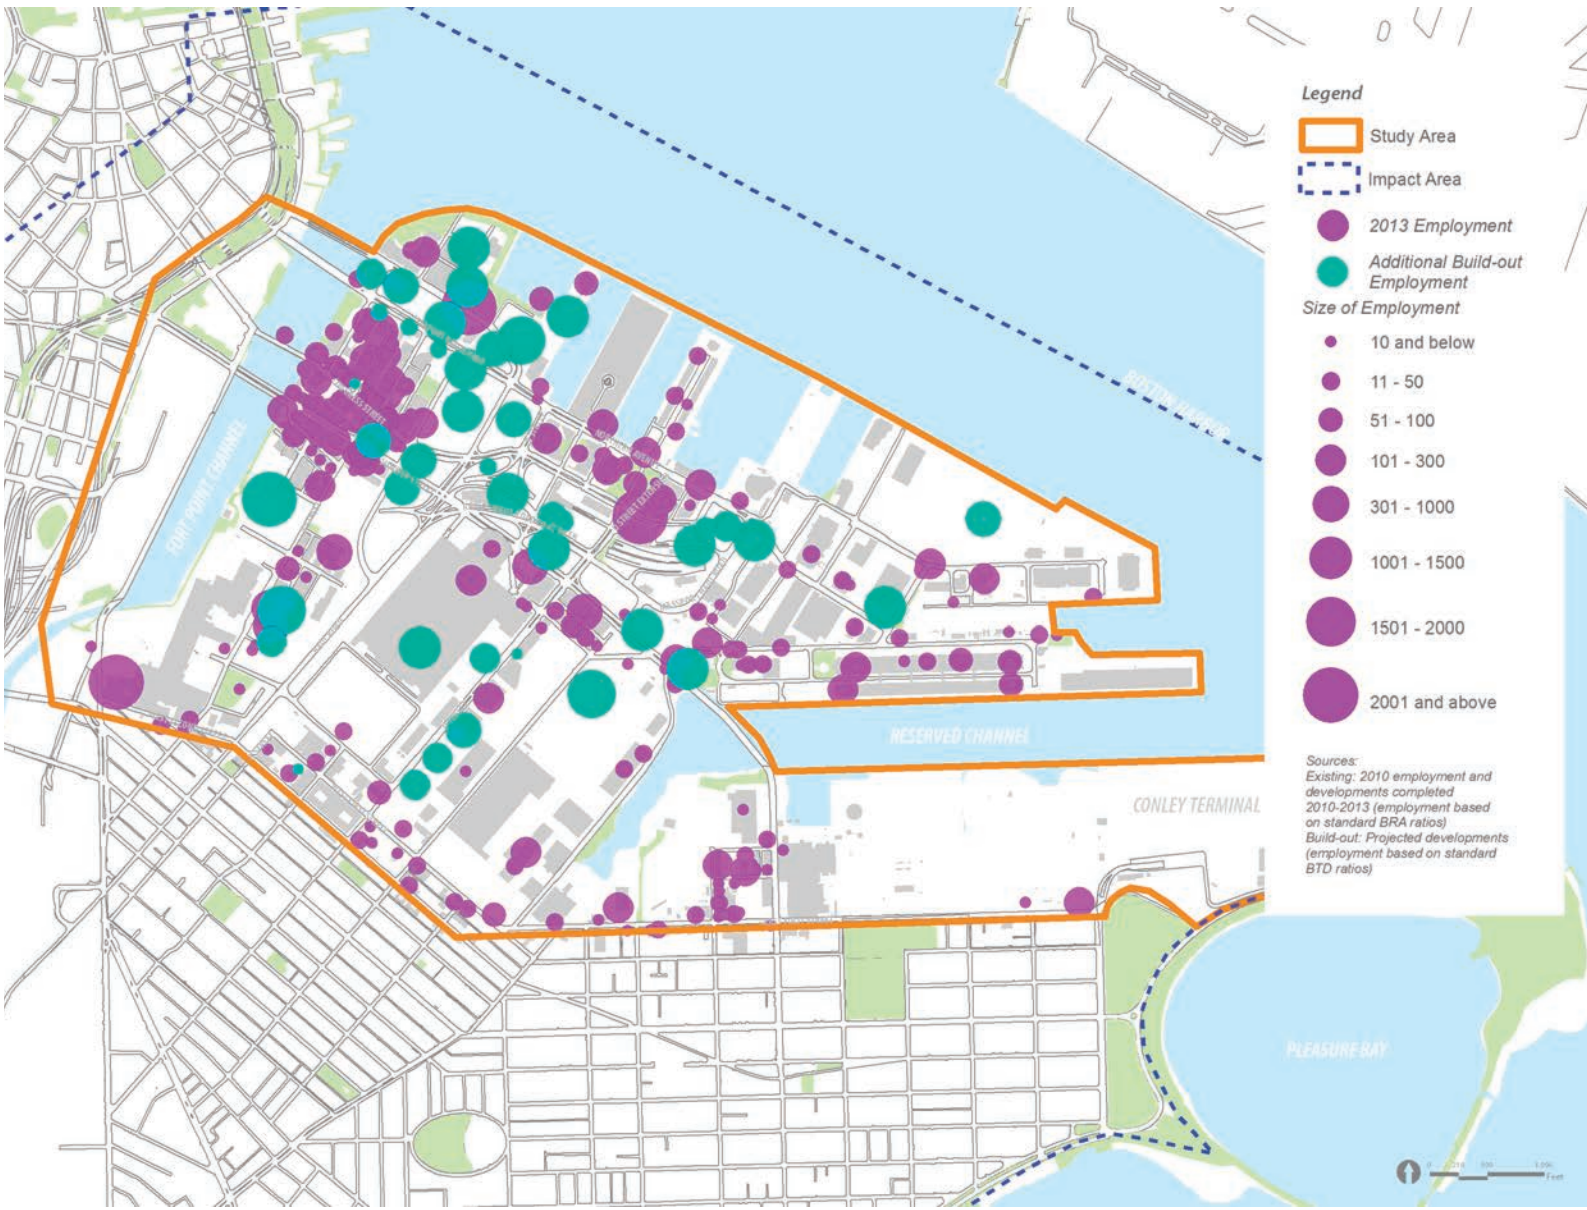 Legend
Study Area
Impact Area
2013 Employment
Additional Build-out
Employment
Size of Employment
10 and below
11 - 50
51 - 100
101 - 300
301 - 1000
1001 - 1500
1501 - 2000
2001 and above
Sources:
Existing: 2010 employment and
developments completed
2010-2013 (employment based
on standard BRA ratios)
Build-out: Projected developments
(employment based on standard
BTD ratios)
BOSTON HARBOR
FORT POINT CHANNEL
RESERVED CHANNEL
CONLEY TERMINAL
PLEASURE BAY
0
Feet